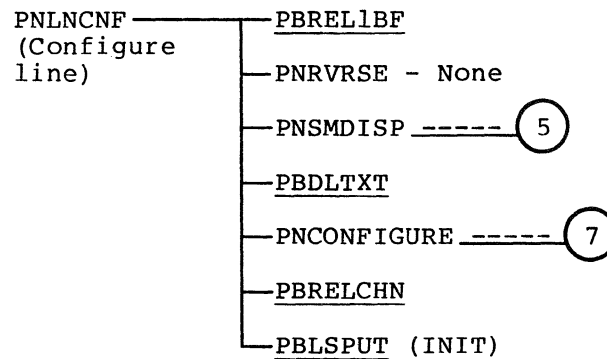 PNLNCNF PBREL1BF
(Configure
line) PNRVRSE - None
PNSMDISP ----- 5
PBDLTXT
PNCONFIGURE ----- 7
PBRELCHN
PBLSPUT (INIT)